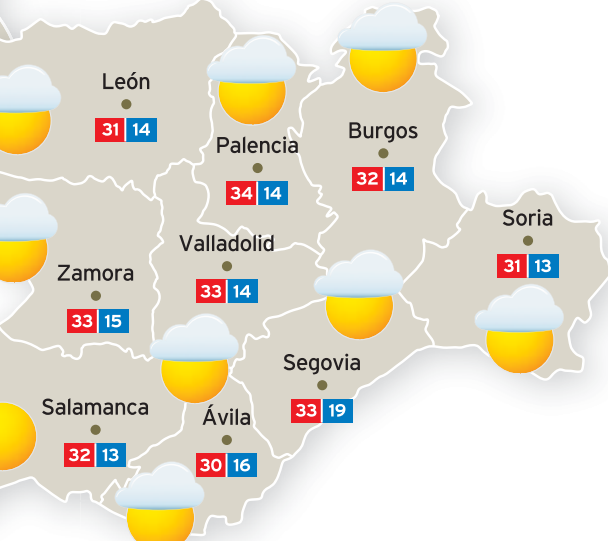 León
31 14
Palencia
34 14
Burgos
32 14
Soria
31 13
Valladolid
33 14
Zamora
33 15
Segovia
33 19
Salamanca
32 13
Ávila
30 16